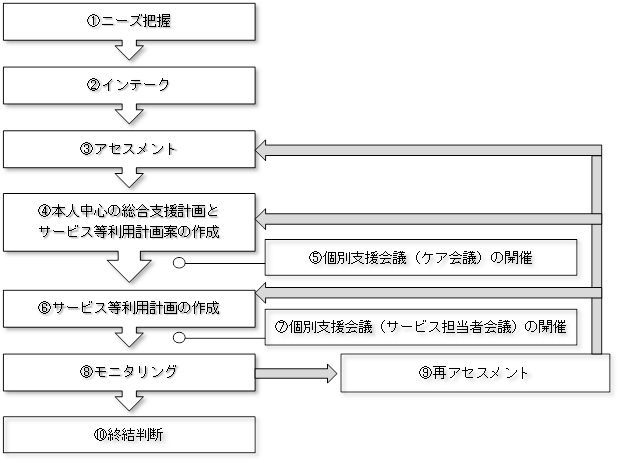 ①ニーズ把握
②インテーク
③アセスメント
④本人中心の総合支援計画と
サービス等利用計画案の作成
⑤個別支援会議（ケア会議）の開催
⑥サービス等利用計画の作成
⑦個別支援会議（サービス担当者会議）の開催
⑧モニタリング
⑨再アセスメント
⑩終結判断